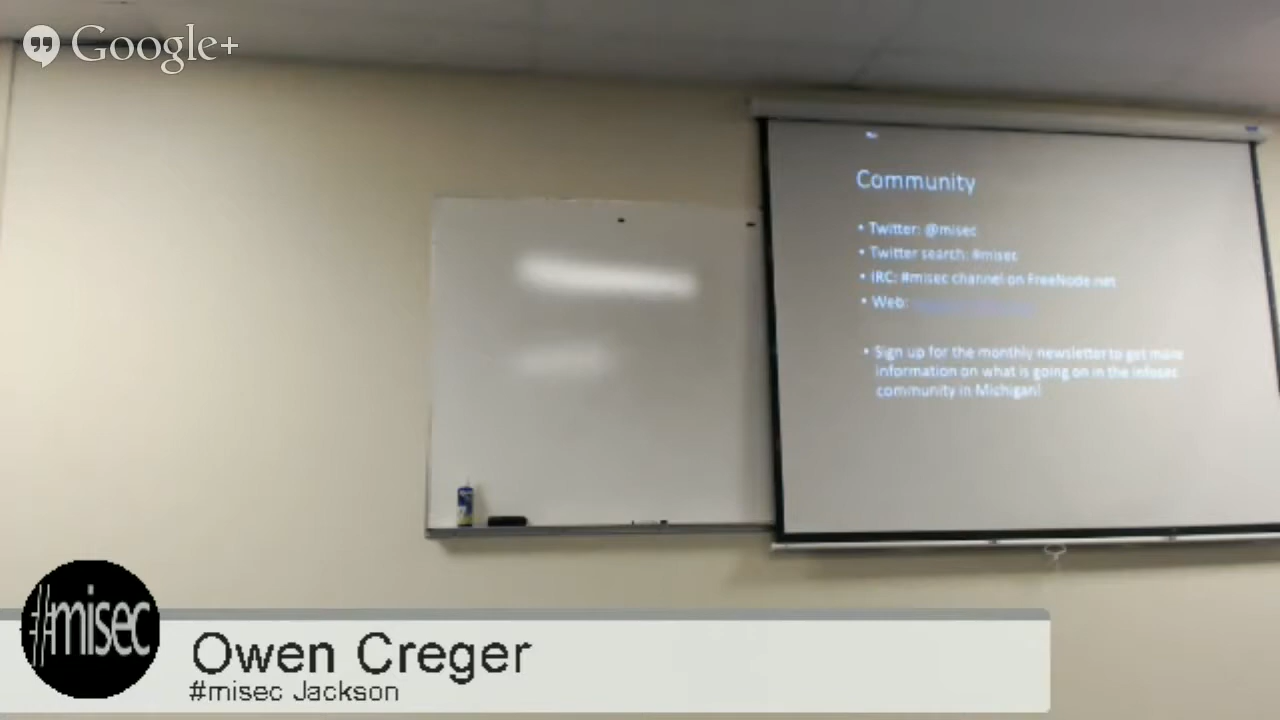 Google+
Community
• Twitter: @misec
• Twitter search: #misec
• IRC: #misec channel on FreeNode.net
• Web:
• Sign up for the monthly newsletter to get more
information on what is going on in the infosec
community in Michigan!
#misec
Owen Creger
#misec Jackson